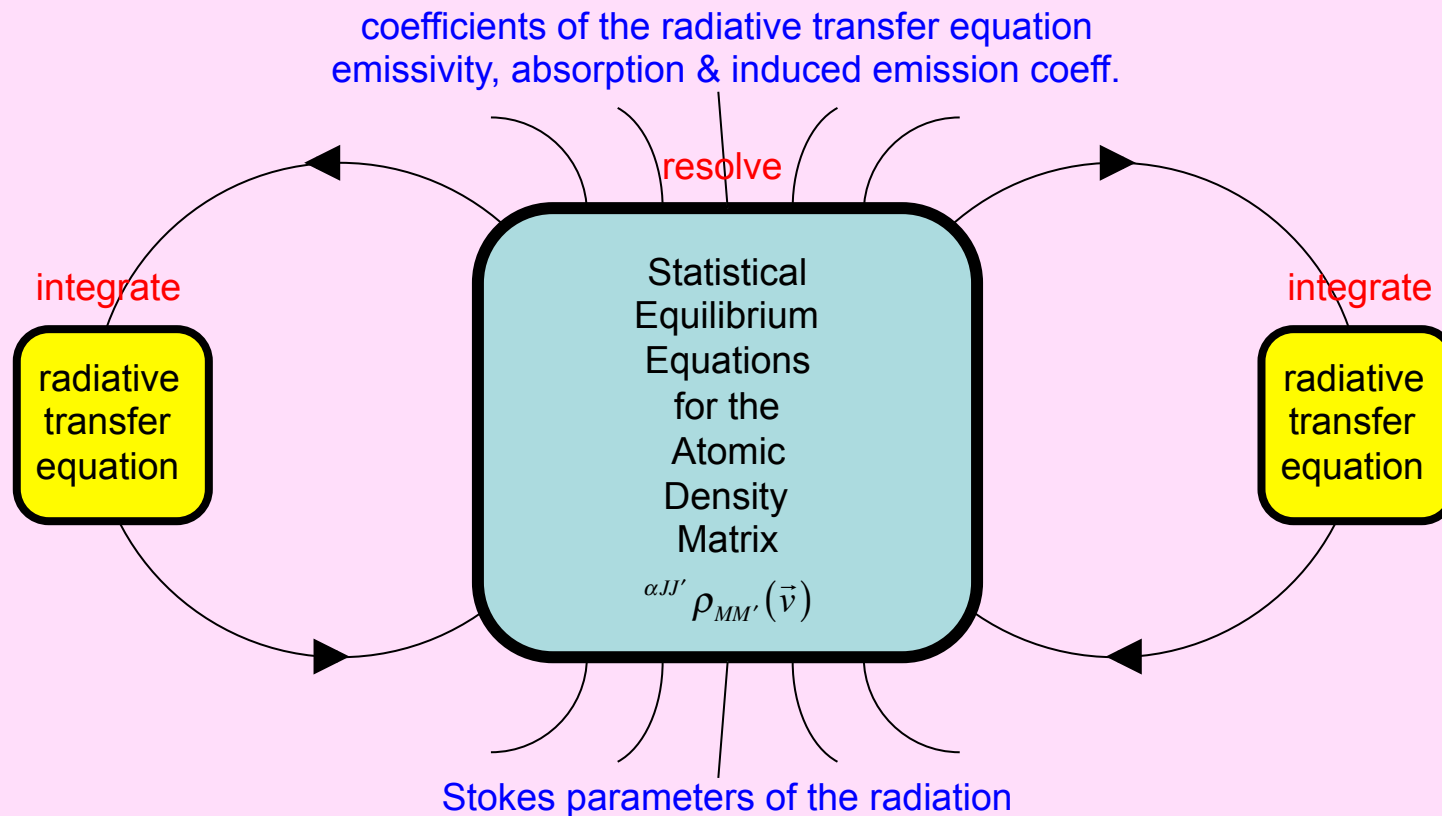 coefficients of the radiative transfer equation
emissivity, absorption & induced emission coeff.
resolve
integrate
radiative
transfer
equation
Statistical
Equilibrium
Equations
for the
Atomic
Density
Matrix
αJJ′ρMM′(v⃗)
integrate
radiative
transfer
equation
Stokes parameters of the radiation